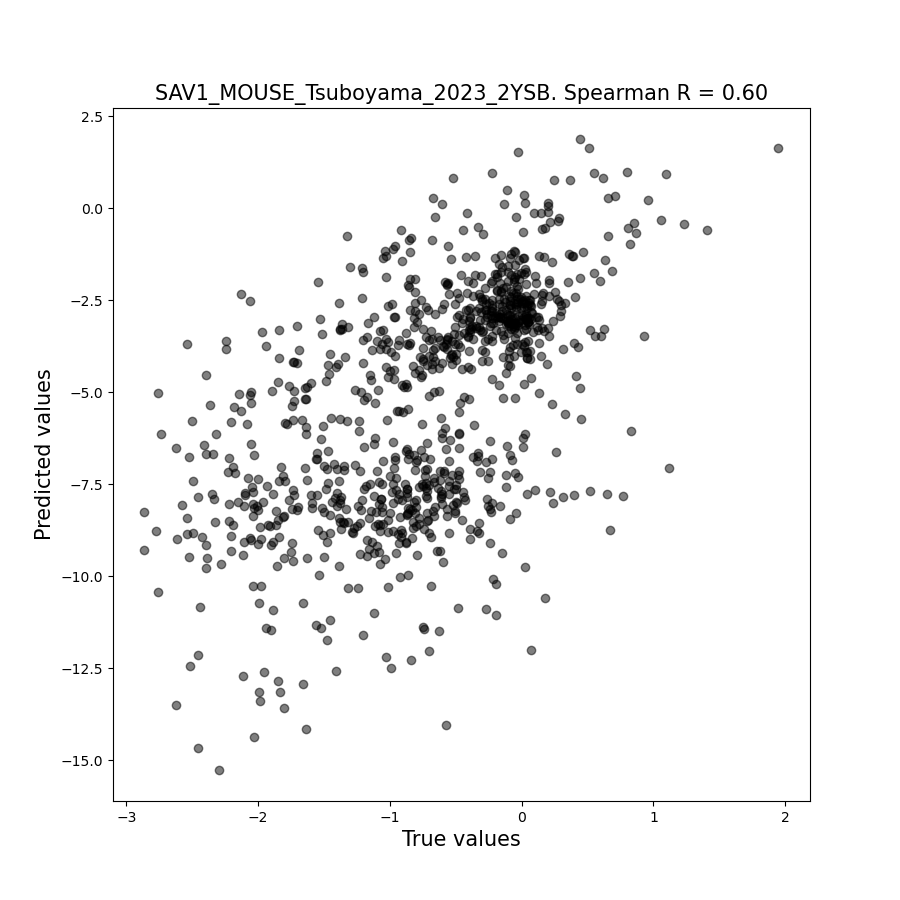 SAV1_MOUSE_Tsuboyama_2023_2YSB. Spearman R = 0.60
2.5
0.0
−2.5
−5.0
−7.5
−10.0
−12.5
−15.0
Predicted values
−3 −2 −1 0 1 2
True values